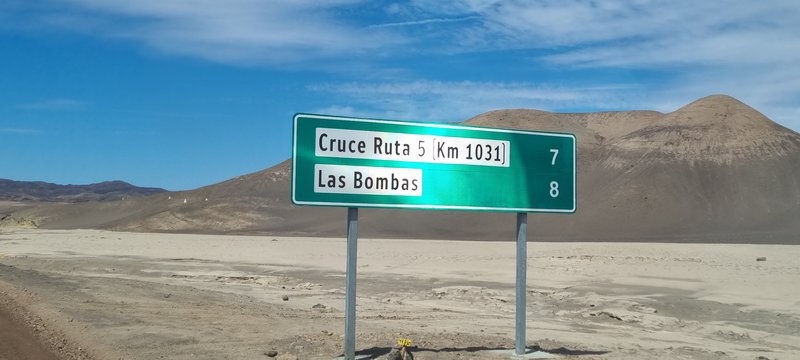 Cruce Ruta 5 (Km 1031) 7
Las Bombas 8